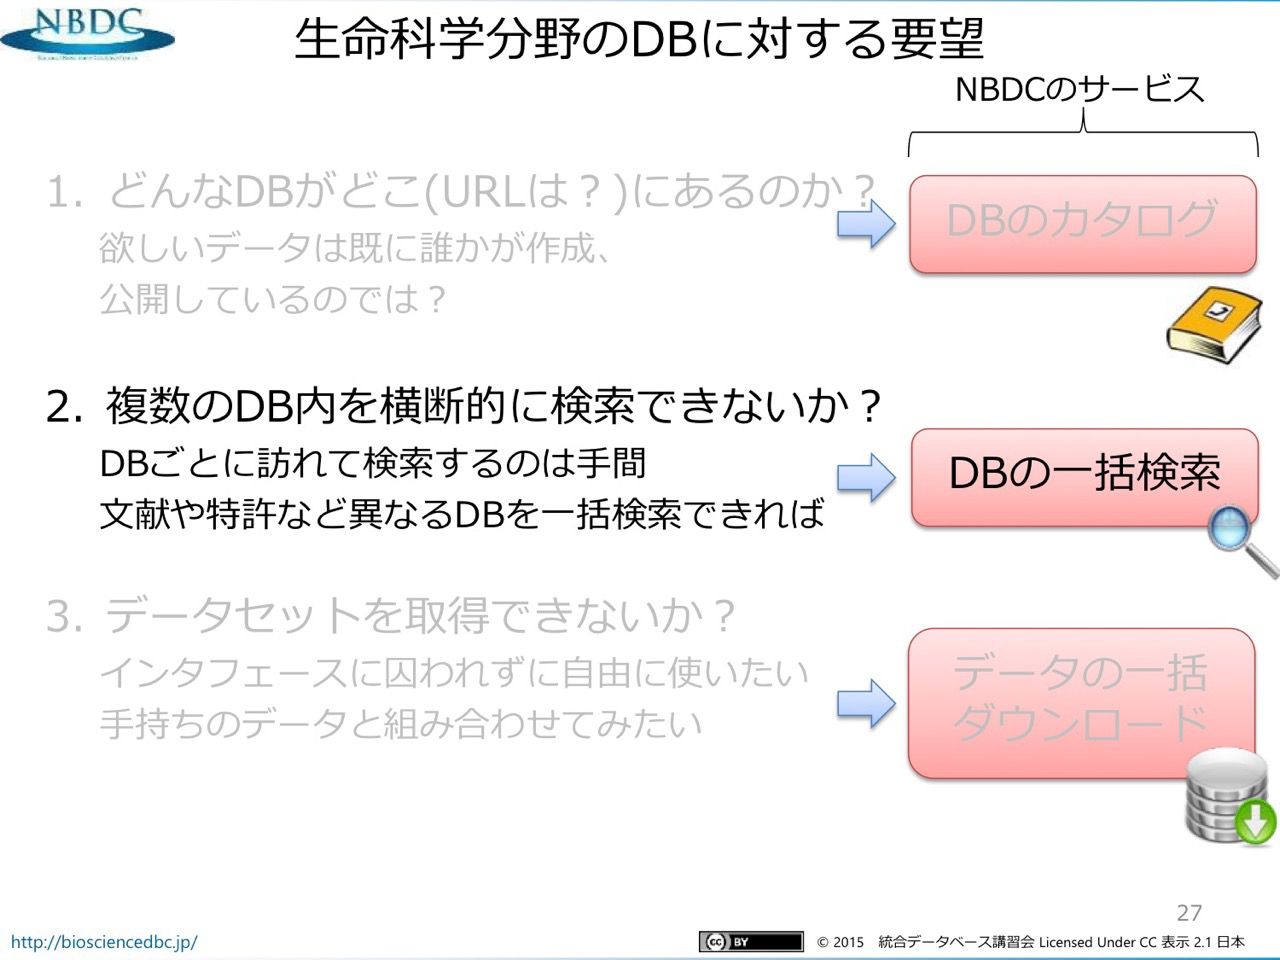 NBDC
生命科学分野のDBに対する要望
NBDCのサービス
1. どんなDBがどこ(URLは？)にあるのか？
欲しいデータは既に誰かが作成、
公開しているのでは？
DBのカタログ
2. 複数のDB内を横断的に検索できないか？
DBごとに訪れて検索するのは手間
文献や特許など異なるDBを一括検索できれば
DBの一括検索
3. データセットを取得できないか？
インタフェースに囚われずに自由に使いたい
手持ちのデータと組み合わせてみたい
データの一括
ダウンロード
27
http://biosciencedbc.jp/
cc BY
© 2015 統合データベース講習会 Licensed Under CC 表示 2.1 日本